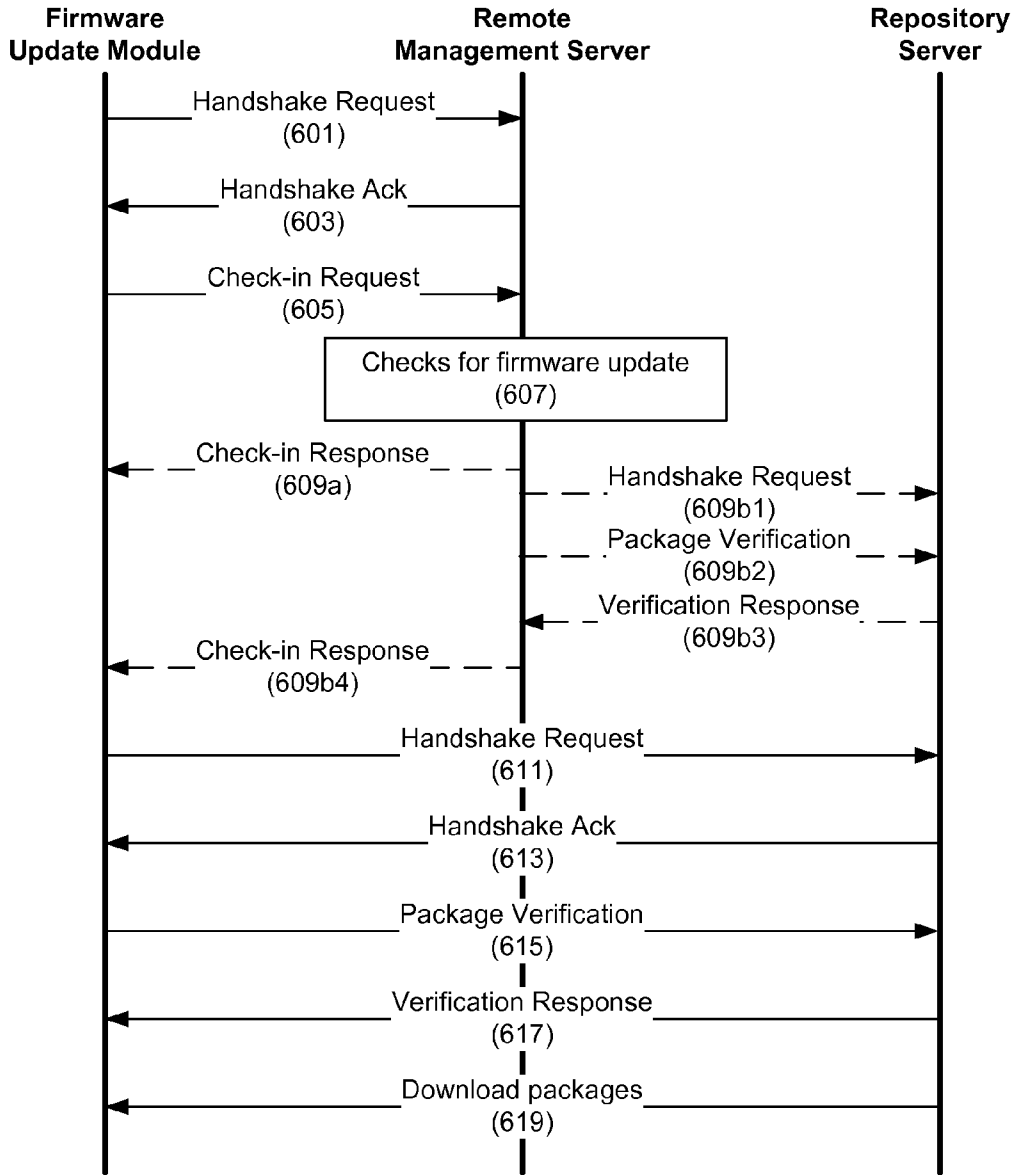 Firmware
Update Module
Remote
Management Server
Repository
Server
Handshake Request
(601)
Handshake Ack
(603)
Check-in Request
(605)
Checks for firmware update
(607)
Check-in Response
(609a)
Handshake Request
(609b1)
Package Verification
(609b2)
Verification Response
(609b3)
Check-in Response
(609b4)
Handshake Request
(611)
Handshake Ack
(613)
Package Verification
(615)
Verification Response
(617)
Download packages
(619)